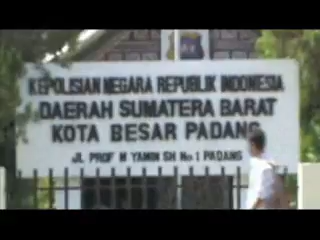 KEPOLISIAN NEGARA REPUBLIK INDONESIA
DAERAH SUMATERA BARAT
KOTA BESAR PADANG
JL PROF M YAMIN SH No 1 PADANG